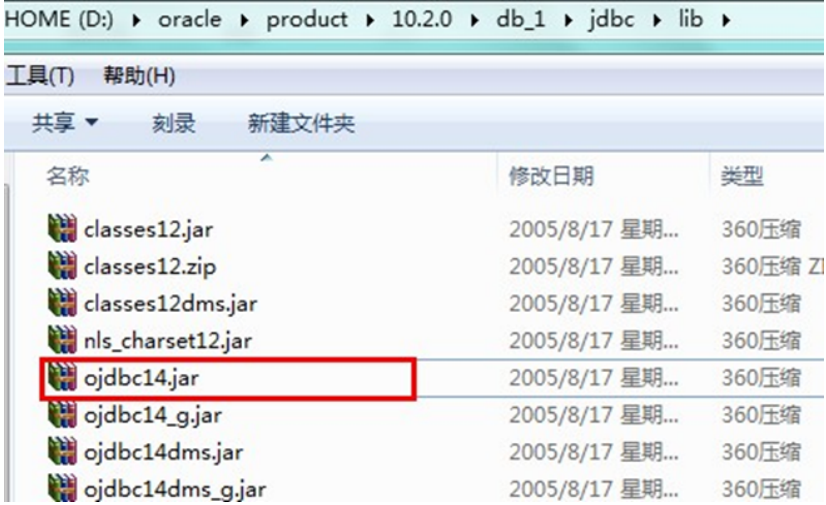 HOME (D:) ▸ oracle ▸ product ▸ 10.2.0 ▸ db_1 ▸ jdbc ▸ lib ▸
工具(T) 帮助(H)
共享 刻录 新建文件夹
名称 修改日期 类型
classes12.jar 2005/8/17 星期... 360压缩
classes12.zip 2005/8/17 星期... 360压缩 ZI
classes12dms.jar 2005/8/17 星期... 360压缩
nls_charset12.jar 2005/8/17 星期... 360压缩
ojdbc14.jar 2005/8/17 星期... 360压缩
ojdbc14_g.jar 2005/8/17 星期... 360压缩
ojdbc14dms.jar 2005/8/17 星期... 360压缩
ojdbc14dms_g.jar 2005/8/17 星期... 360压缩